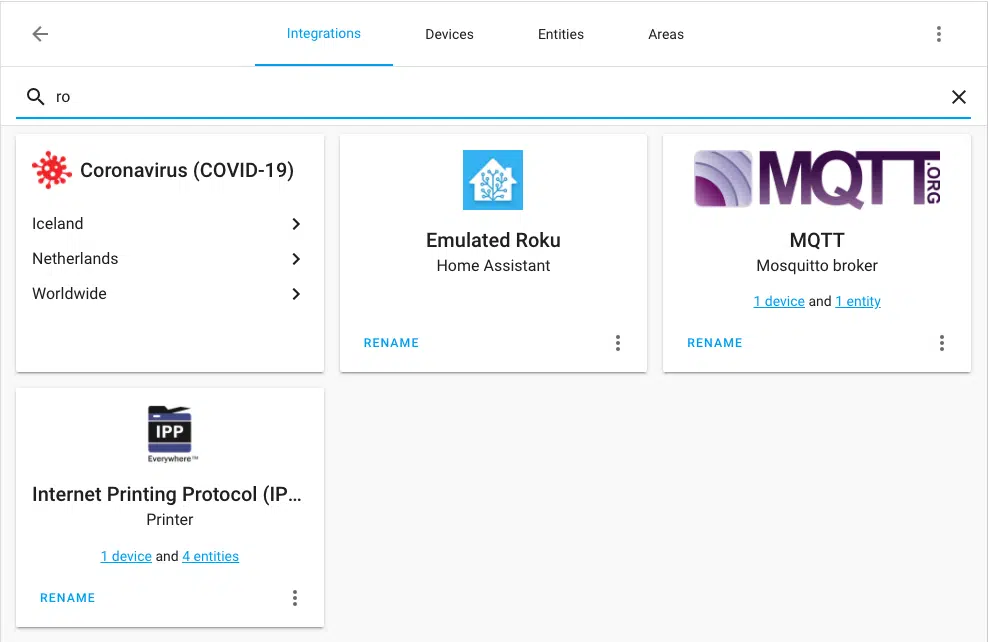 Integrations Devices Entities Areas
ro
Coronavirus (COVID-19)
Iceland
Netherlands
Worldwide
Emulated Roku
Home Assistant
RENAME
MQTT.ORG
MQTT
Mosquitto broker
1 device and 1 entity
RENAME
IPP
Everywhere™
Internet Printing Protocol (IP...
Printer
1 device and 4 entities
RENAME